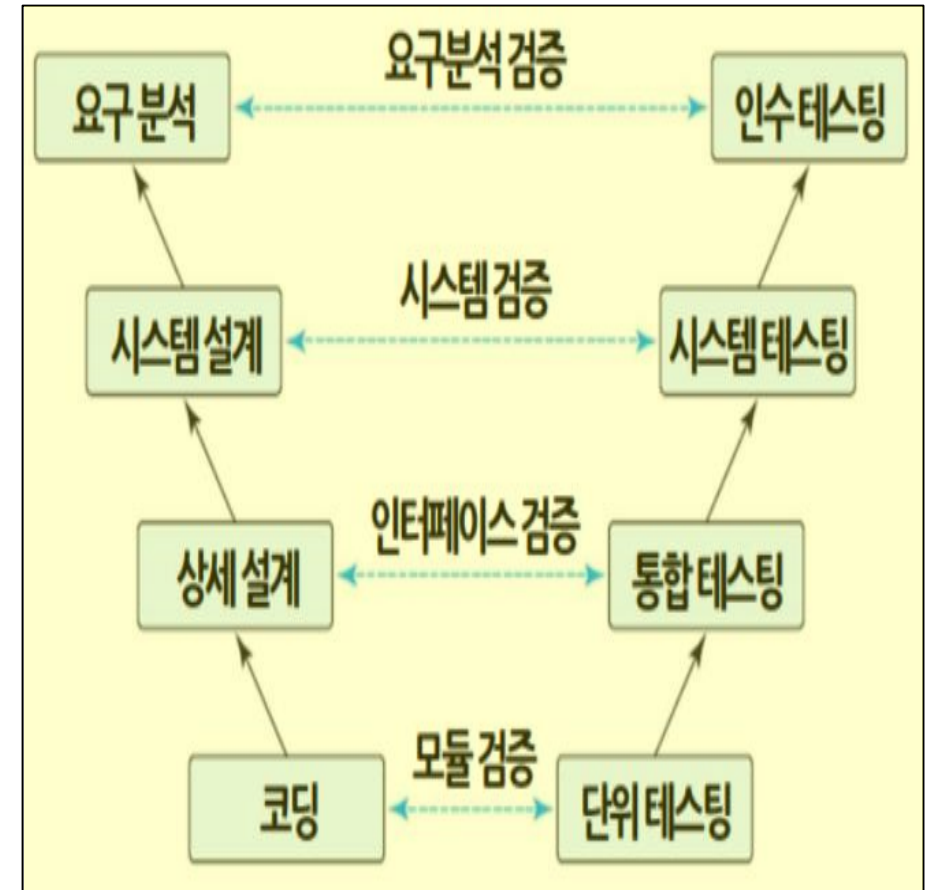 요구분석 검증
요구 분석
인수 테스팅
시스템 검증
시스템 설계
시스템 테스팅
인터페이스 검증
상세 설계
통합 테스팅
모듈 검증
코딩
단위 테스팅